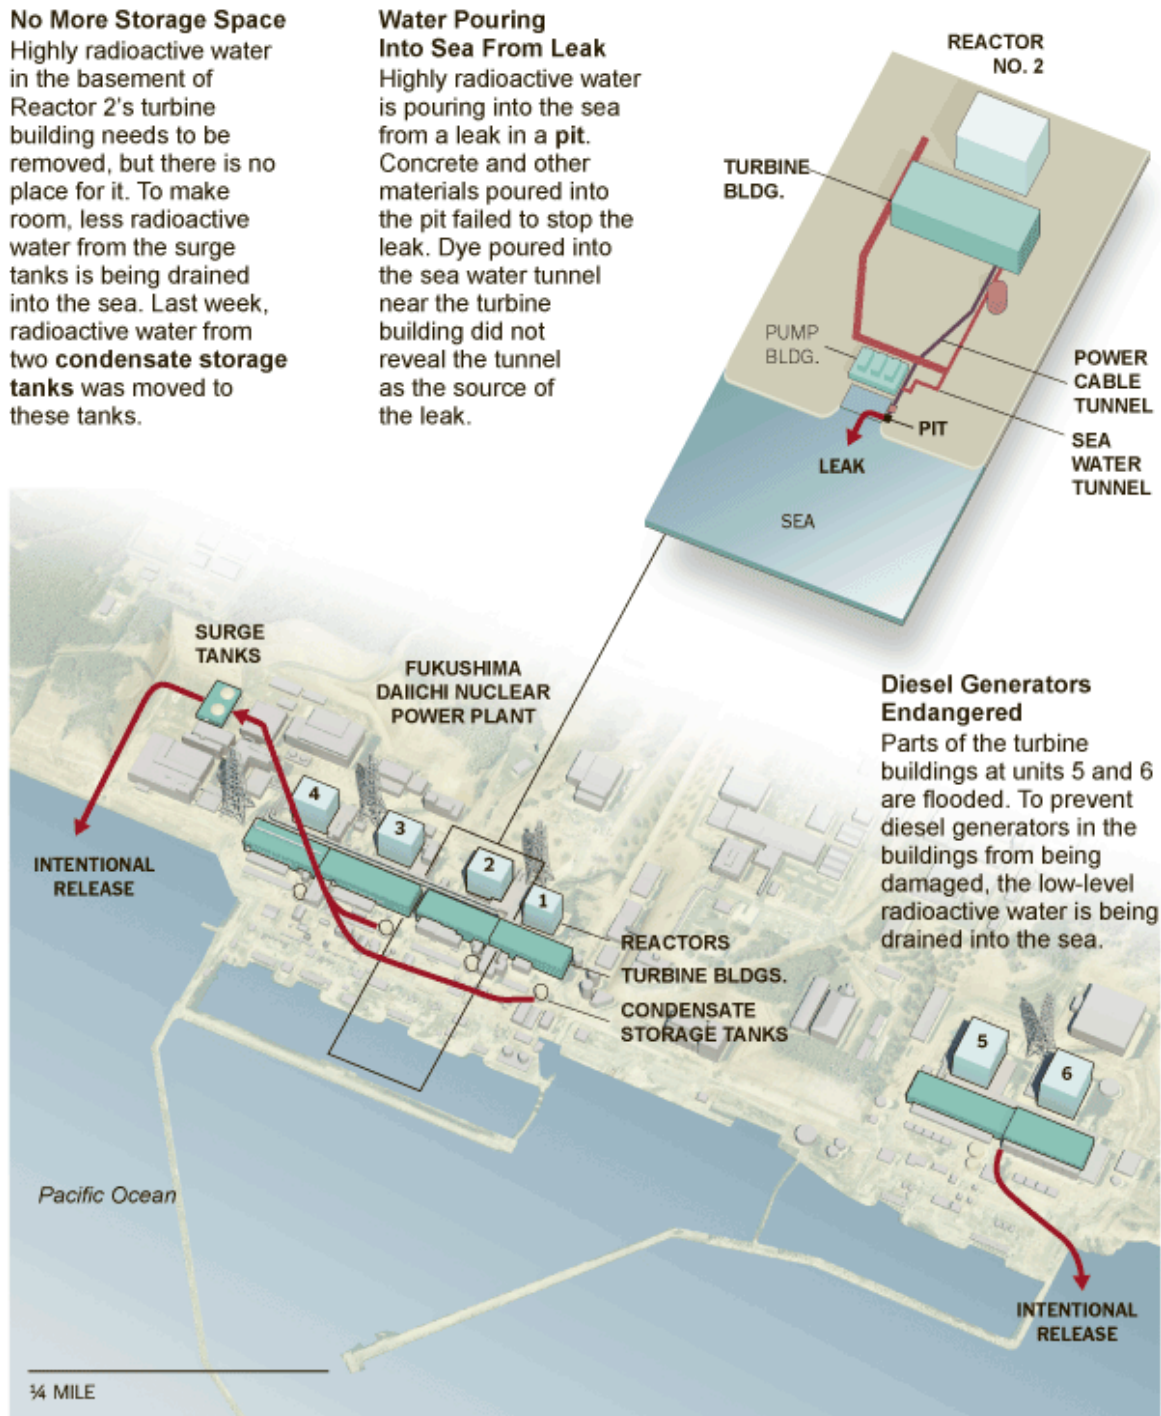 No More Storage Space
Highly radioactive water
in the basement of
Reactor 2's turbine
building needs to be
removed, but there is no
place for it. To make
room, less radioactive
water from the surge
tanks is being drained
into the sea. Last week,
radioactive water from
two condensate storage
tanks was moved to
these tanks.
Water Pouring
Into Sea From Leak
Highly radioactive water
is pouring into the sea
from a leak in a pit.
Concrete and other
materials poured into
the pit failed to stop the
leak. Dye poured into
the sea water tunnel
near the turbine
building did not
reveal the tunnel
as the source of
the leak.
REACTOR
NO. 2
TURBINE
BLDG.
PUMP
BLDG.
POWER
CABLE
TUNNEL
PIT
SEA
WATER
TUNNEL
LEAK
SEA
SURGE
TANKS
FUKUSHIMA
DAIICHI NUCLEAR
POWER PLANT
Diesel Generators
Endangered
Parts of the turbine
buildings at units 5 and 6
are flooded. To prevent
diesel generators in the
buildings from being
damaged, the low-level
radioactive water is being
drained into the sea.
4
3
2
1
INTENTIONAL
RELEASE
REACTORS
TURBINE BLDGS.
CONDENSATE
STORAGE TANKS
5
6
Pacific Ocean
INTENTIONAL
RELEASE
¼ MILE